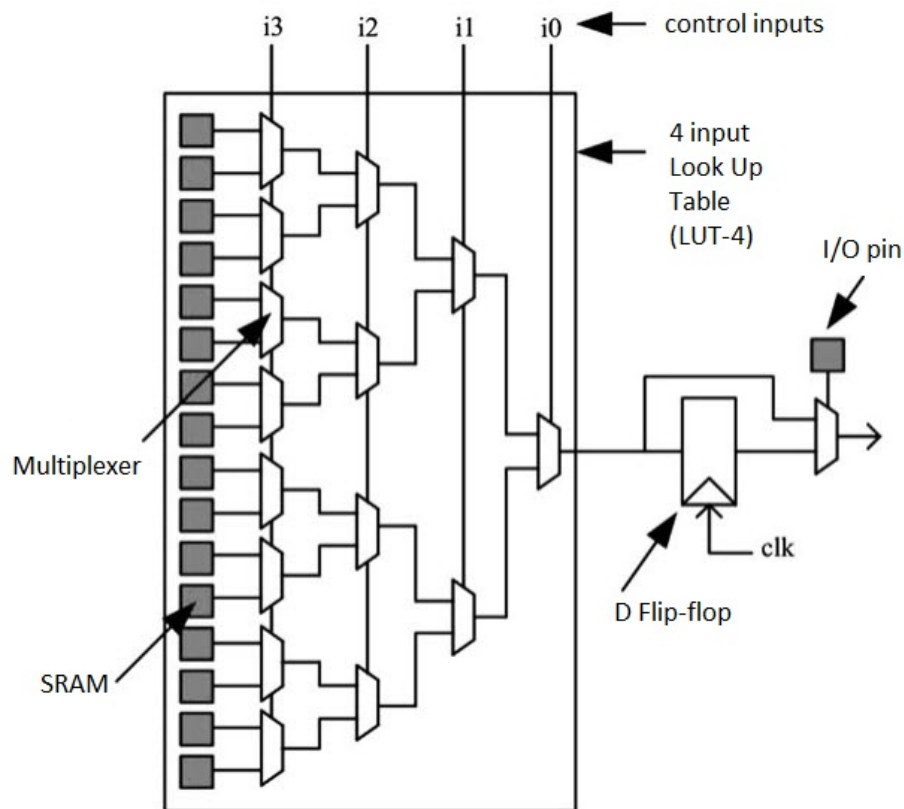 i3 i2 i1 i0 control inputs
4 input
Look Up
Table
(LUT-4)
I/O pin
Multiplexer
clk
D Flip-flop
SRAM